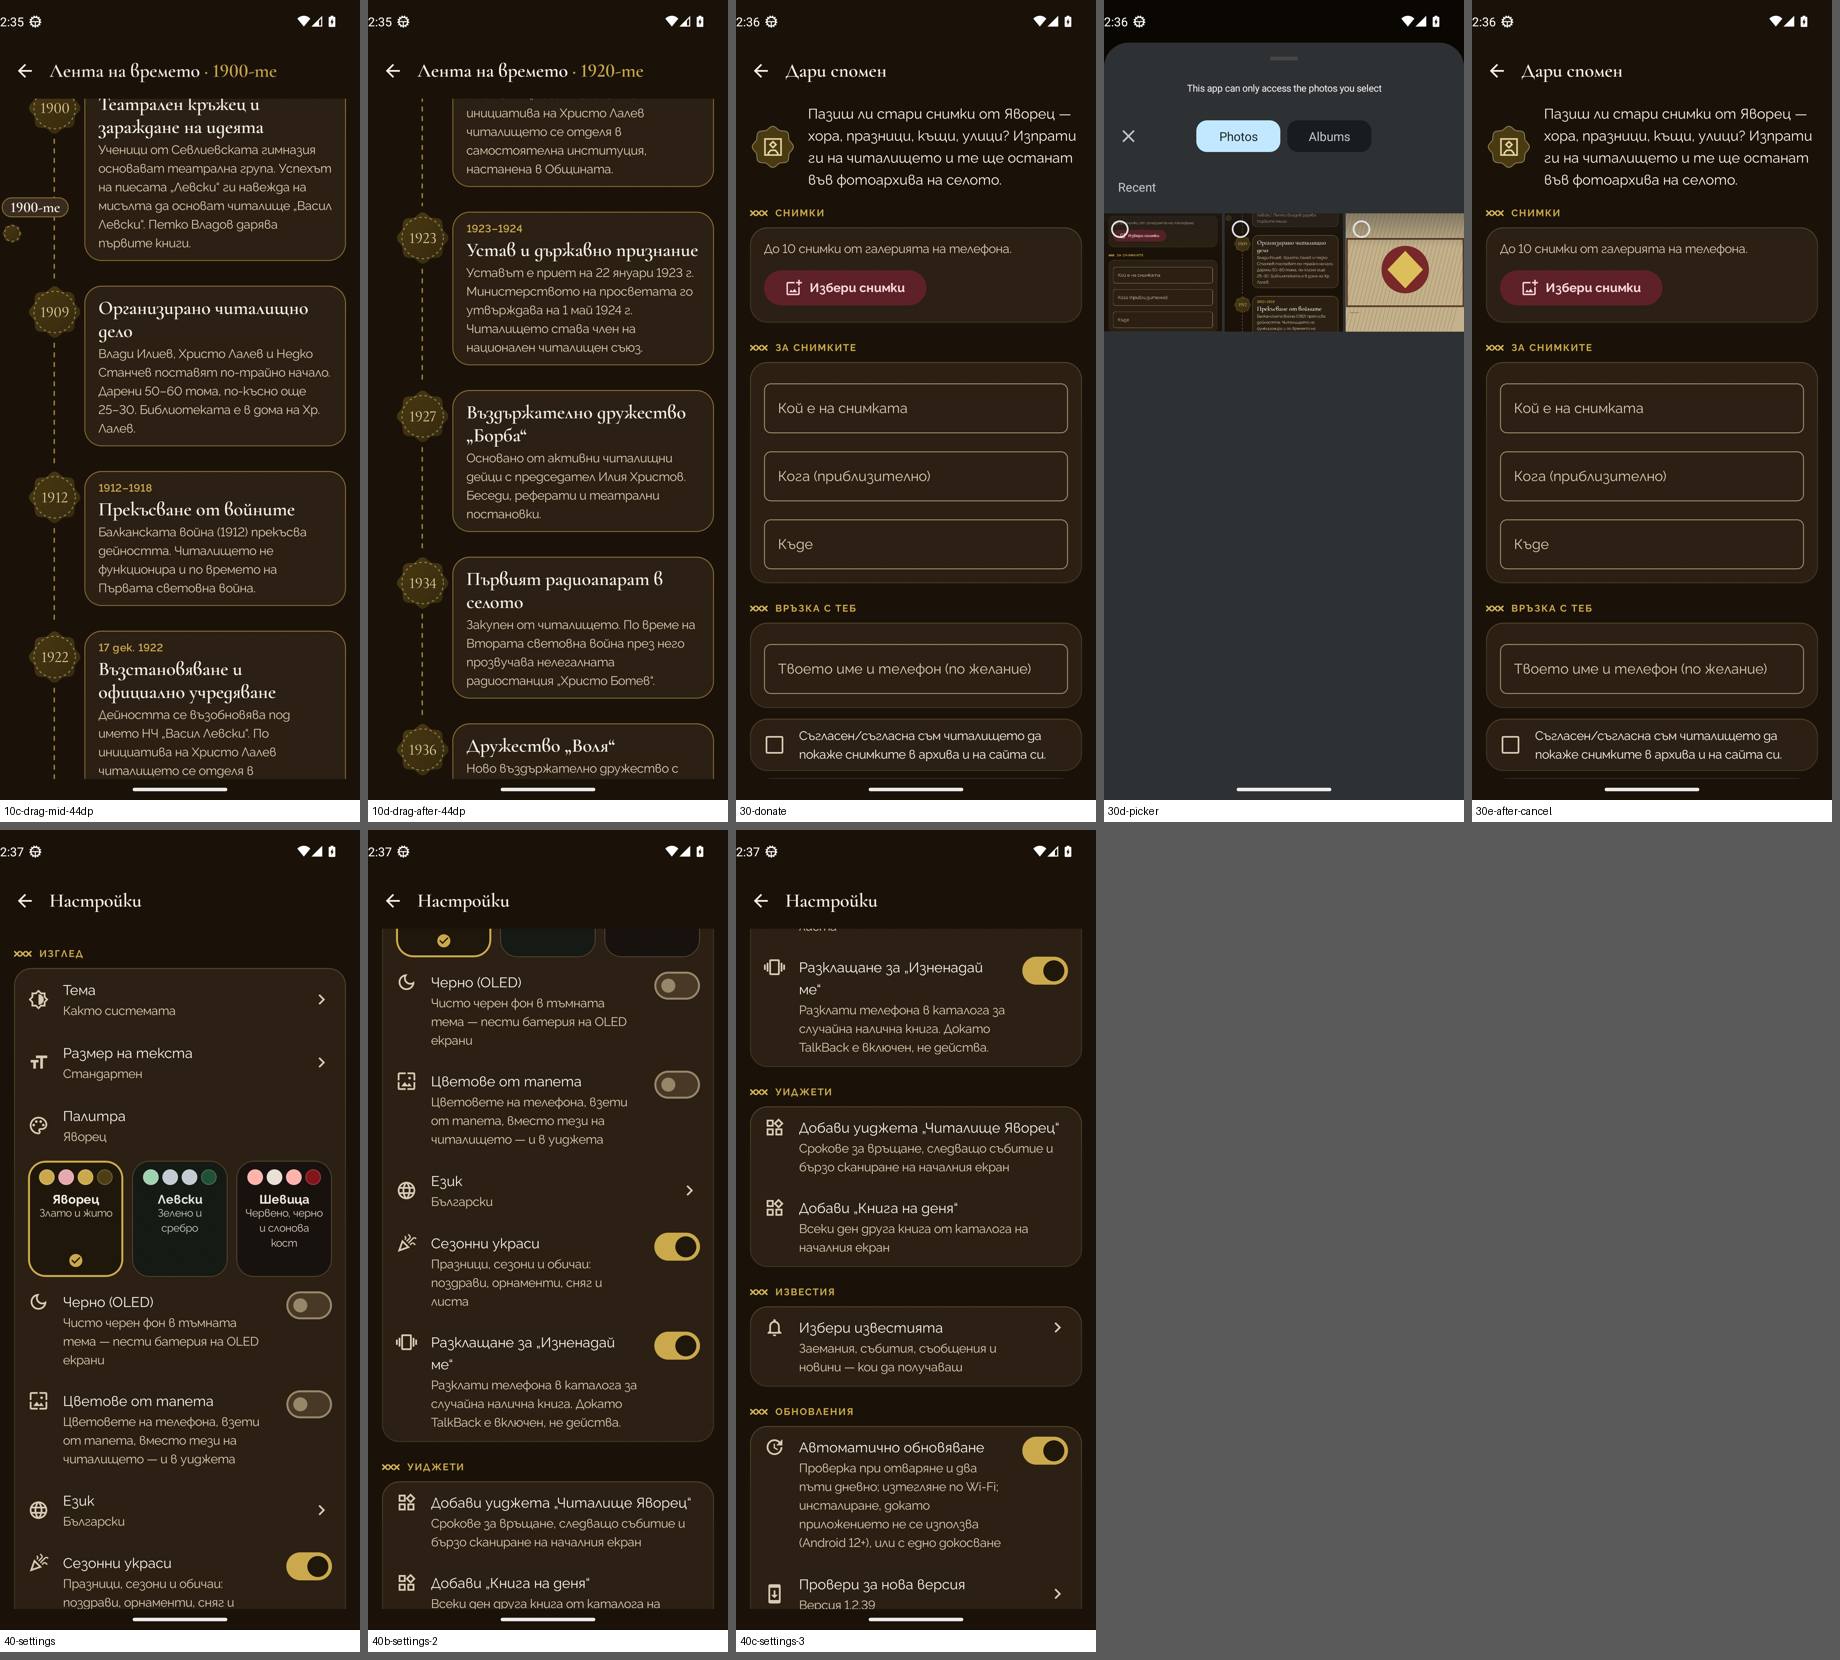 2:35
Лента на времето · 1900-те
1900
Театрален кръжец и
зараждане на идеята
Ученици от Севлиевската гимназия
основават театрална група. Успехът
на пиесата „Левски“ ги навежда на
мисълта да основат читалище „Васил
Левски“. Петко Владов дарява
първите книги.
1900-те
1909
Организирано читалищно
дело
Влади Илиев, Христо Лалев и Недко
Станчев поставят по-трайно начало.
Дарени 50–60 тома, по-късно още
25–30. Библиотеката е в дома на Хр.
Лалев.
1912
1912–1918
Прекъсване от войните
Балканската война (1912) прекъсва
дейността. Читалището не
функционира и по времето на
Първата световна война.
1922
17 дек. 1922
Възстановяване и
официално учредяване
Дейността се възобновява под
името НЧ „Васил Левски“. По
инициатива на Христо Лалев
читалището се отделя в
10c-drag-mid-44dp
2:35
Лента на времето · 1920-те
инициатива на Христо Лалев
читалището се отделя в
самостоятелна институция,
настанена в Общината.
1923
1923–1924
Устав и държавно признание
Уставът е приет на 22 януари 1923 г.
Министерството на просветата го
утвърждава на 1 май 1924 г.
Читалището става член на
национален читалищен съюз.
1927
Въздържателно дружество
„Борба“
Основано от активни читалищни
дейци с председател Илия Христов.
Беседи, реферати и театрални
постановки.
1934
Първият радиоапарат в
селото
Закупен от читалището. По време на
Втората световна война през него
прозвучава нелегалната
радиостанция „Христо Ботев“.
1936
Дружество „Воля“
Ново въздържателно дружество с
10d-drag-after-44dp
2:36
Дари спомен
Пазиш ли стари снимки от Яворец —
хора, празници, къщи, улици? Изпрати
ги на читалището и те ще останат
във фотоархива на селото.
СНИМКИ
До 10 снимки от галерията на телефона.
Избери снимки
ЗА СНИМКИТЕ
Кой е на снимката
Кога (приблизително)
Къде
ВРЪЗКА С ТЕБ
Твоето име и телефон (по желание)
Съгласен/съгласна съм читалището да
покаже снимките в архива и на сайта си.
30-donate
2:36
This app can only access the photos you select
Photos
Albums
Recent
Избери снимки
ЗА СНИМКИТЕ
Кой е на снимката
Кога (приблизително)
Къде
Организирано читалищно
дело
Прекъсване от войните
30d-picker
2:36
Дари спомен
Пазиш ли стари снимки от Яворец —
хора, празници, къщи, улици? Изпрати
ги на читалището и те ще останат
във фотоархива на селото.
СНИМКИ
До 10 снимки от галерията на телефона.
Избери снимки
ЗА СНИМКИТЕ
Кой е на снимката
Кога (приблизително)
Къде
ВРЪЗКА С ТЕБ
Твоето име и телефон (по желание)
Съгласен/съгласна съм читалището да
покаже снимките в архива и на сайта си.
30e-after-cancel
2:37
Настройки
ИЗГЛЕД
Тема
Както системата
Размер на текста
Стандартен
Палитра
Яворец
Яворец
Злато и жито
Левски
Зелено и
сребро
Шевица
Червено, черно
и слонова
кост
Черно (OLED)
Чисто черен фон в тъмната
тема — пести батерия на OLED
екрани
Цветове от тапета
Цветовете на телефона, взети
от тапета, вместо тези на
читалището — и в уиджета
Език
Български
Сезонни украси
Празници, сезони и обичаи:
поздрави, орнаменти, сняг и
40-settings
2:37
Настройки
Черно (OLED)
Чисто черен фон в тъмната
тема — пести батерия на OLED
екрани
Цветове от тапета
Цветовете на телефона, взети
от тапета, вместо тези на
читалището — и в уиджета
Език
Български
Сезонни украси
Празници, сезони и обичаи:
поздрави, орнаменти, сняг и
листа
Разклащане за „Изненадай
ме“
Разклати телефона в каталога за
случайна налична книга. Докато
TalkBack е включен, не действа.
УИДЖЕТИ
Добави уиджета „Читалище Яворец“
Срокове за връщане, следващо събитие и
бързо сканиране на началния екран
Добави „Книга на деня“
Всеки ден друга книга от каталога на
40b-settings-2
2:37
Настройки
листа
Разклащане за „Изненадай
ме“
Разклати телефона в каталога за
случайна налична книга. Докато
TalkBack е включен, не действа.
УИДЖЕТИ
Добави уиджета „Читалище Яворец“
Срокове за връщане, следващо събитие и
бързо сканиране на началния екран
Добави „Книга на деня“
Всеки ден друга книга от каталога на
началния екран
ИЗВЕСТИЯ
Избери известията
Заемания, събития, съобщения и
новини — кои да получаваш
ОБНОВЛЕНИЯ
Автоматично обновяване
Проверка при отваряне и два
пъти дневно; изтегляне по Wi-Fi;
инсталиране, докато
приложението не се използва
(Android 12+), или с едно докосване
Провери за нова версия
Версия 1.2.39
40c-settings-3